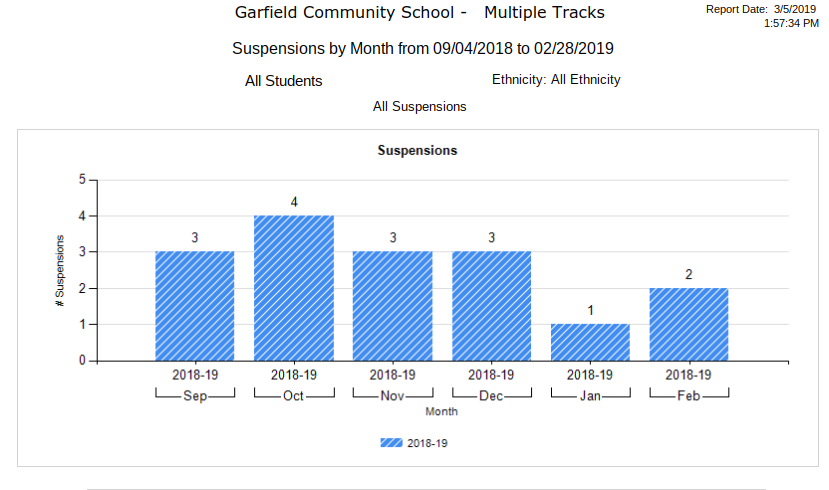 Garfield Community School - Multiple Tracks
Report Date: 3/5/2019
1:57:34 PM
Suspensions by Month from 09/04/2018 to 02/28/2019
All Students
Ethnicity: All Ethnicity
All Suspensions
Suspensions
# Suspensions
5
4
3
2
1
0
3
4
3
3
1
2
2018-19 2018-19 2018-19 2018-19 2018-19 2018-19
Sep Oct Nov Dec Jan Feb
Month
2018-19